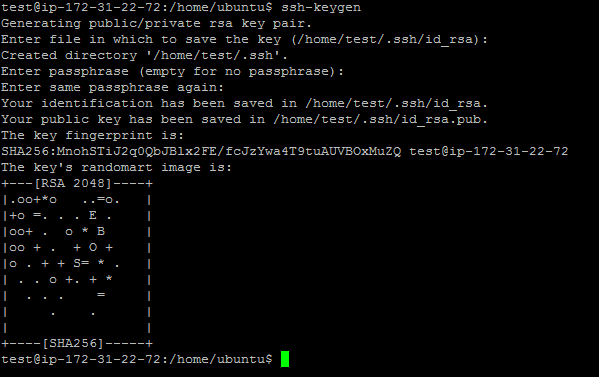 test@ip-172-31-22-72:/home/ubuntu$ ssh-keygen
Generating public/private rsa key pair.
Enter file in which to save the key (/home/test/.ssh/id_rsa):
Created directory '/home/test/.ssh'.
Enter passphrase (empty for no passphrase):
Enter same passphrase again:
Your identification has been saved in /home/test/.ssh/id_rsa.
Your public key has been saved in /home/test/.ssh/id_rsa.pub.
The key fingerprint is:
SHA256:MnohSTiJ2q0QbJBlx2FE/fcJzYwa4T9tuAUVBOxMuZQ test@ip-172-31-22-72
The key's randomart image is:
+---[RSA 2048]----+
|.oo+*o   ..=o.   |
|+o =. . . E .    |
|oo+ .  o * B     |
|oo + .  + O +    |
|o . + + S= * .   |
| . . o +. + *    |
|  . . .    =     |
|     .    .      |
|                 |
+----[SHA256]-----+
test@ip-172-31-22-72:/home/ubuntu$